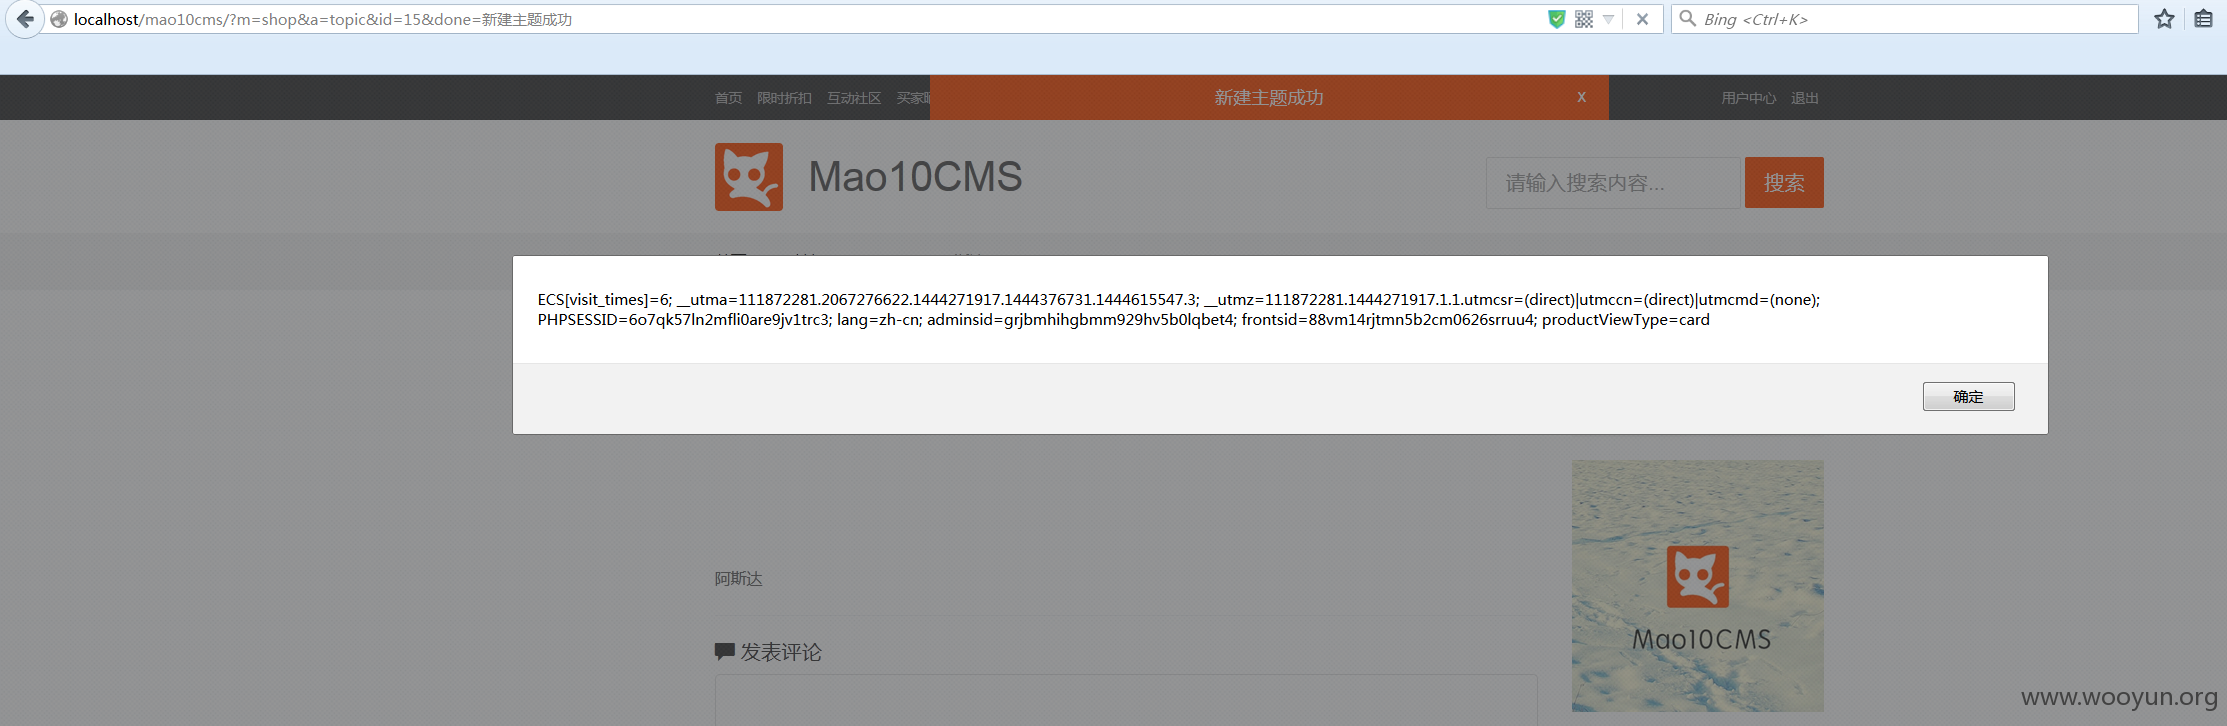 localhost/mao10cms/?m=shop&a=topic&id=15&done=新建主题成功
Bing <Ctrl+K>
首页 限时折扣 互动社区 买家
新建主题成功
X
用户中心 退出
Mao10CMS
请输入搜索内容...
搜索
ECS[visit_times]=6; __utma=111872281.2067276622.1444271917.1444376731.1444615547.3; __utmz=111872281.1444271917.1.1.utmcsr=(direct)|utmccn=(direct)|utmcmd=(none);
PHPSESSID=6o7qk57ln2mfli0are9jv1trc3; lang=zh-cn; adminsid=grjbmhihgbmm929hv5b0lqbet4; frontsid=88vm14rjtmn5b2cm0626srruu4; productViewType=card
确定
阿斯达
发表评论
Mao10CMS
www.wooyun.org